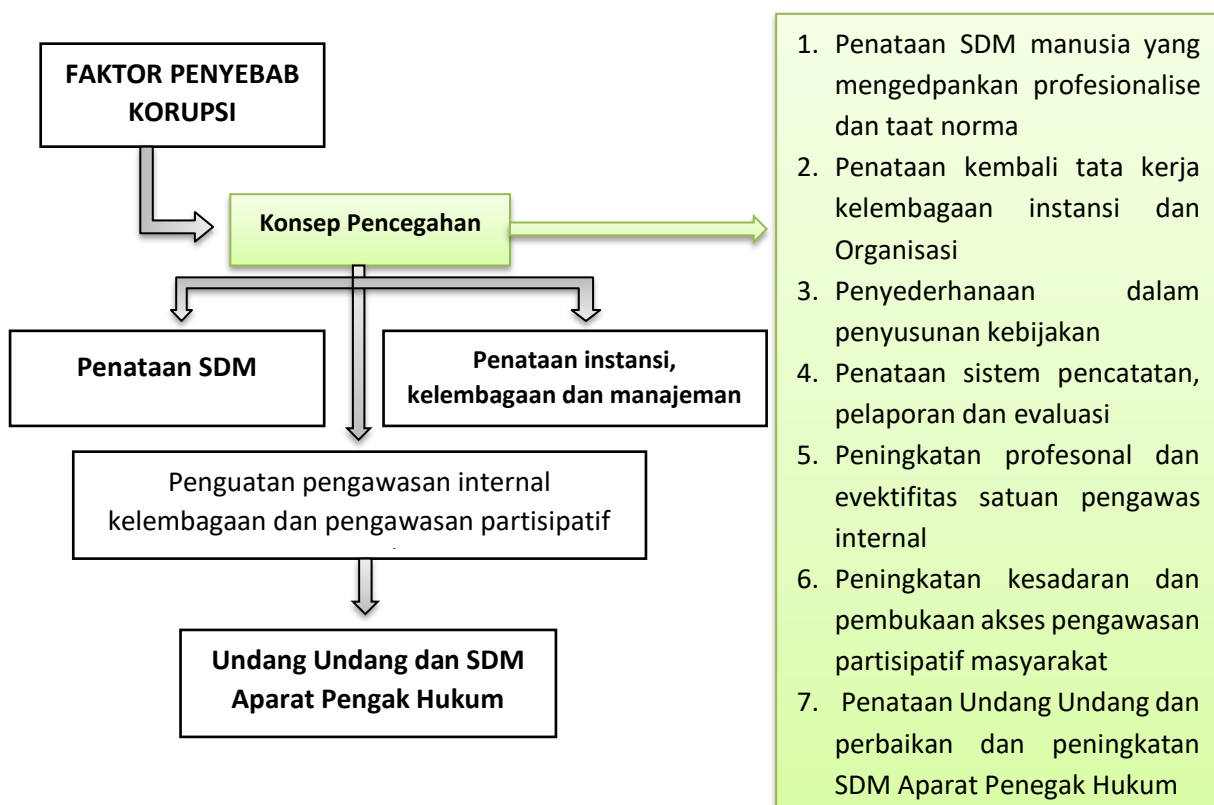 FAKTOR PENYEBAB
KORUPSI
Konsep Pencegahan
Penataan SDM
Penataan instansi,
kelembagaan dan manajeman
Penguatan pengawasan internal
kelembagaan dan pengawasan partisipatif
Undang Undang dan SDM
Aparat Pengak Hukum
1. Penataan SDM manusia yang
mengedpankan profesionalise
dan taat norma
2. Penataan kembali tata kerja
kelembagaan instansi dan
Organisasi
3. Penyederhanaan dalam
penyusunan kebijakan
4. Penataan sistem pencatatan,
pelaporan dan evaluasi
5. Peningkatan profesonal dan
evektifitas satuan pengawas
internal
6. Peningkatan kesadaran dan
pembukaan akses pengawasan
partisipatif masyarakat
7. Penataan Undang Undang dan
perbaikan dan peningkatan
SDM Aparat Penegak Hukum